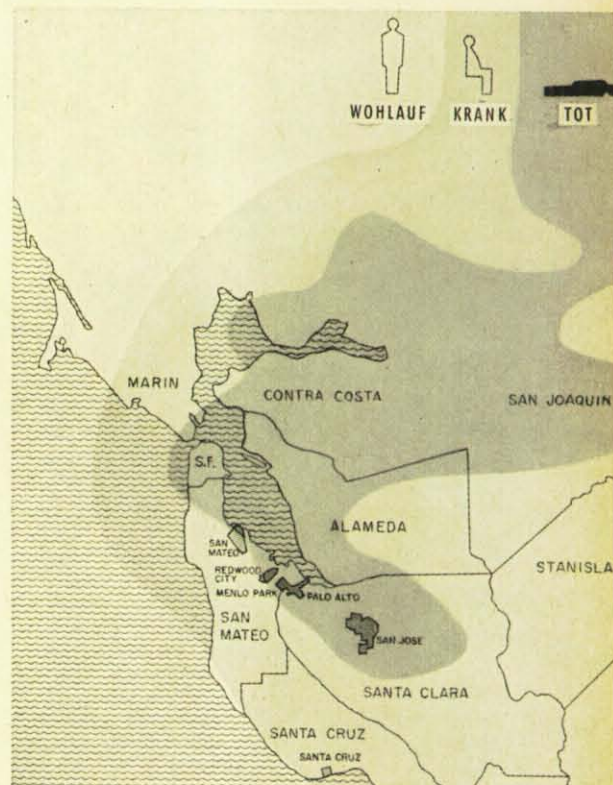 WOHLAUF KRANK TOT
MARIN
CONTRA COSTA
SAN JOAQUIN
S.F.
ALAMEDA
SAN
MATEO
REDWOOD
CITY
MENLO PARK
PALO ALTO
STANISLA
SAN
MATEO
SAN JOSE
SANTA CLARA
SANTA CRUZ
SANTA CRUZ